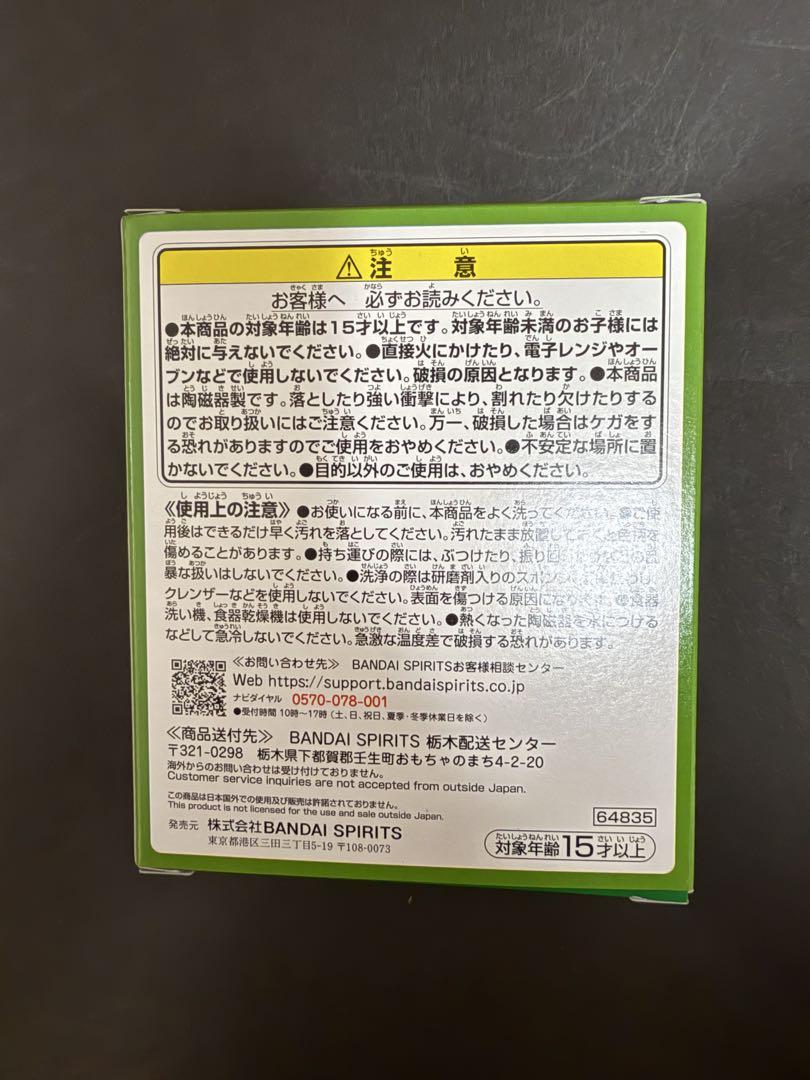 ⚠注意
お客様へ 必ずお読みください。
●本商品の対象年齢は15才以上です。対象年齢未満のお子様には
絶対に与えないでください。●直接火にかけたり、電子レンジやオー
ブンなどで使用しないでください。破損の原因となります。●本商品
は陶磁器製です。落としたり強い衝撃により、割れたり欠けたりする
のでお取り扱いにはご注意ください。万一、破損した場合はケガをす
る恐れがありますのでご使用をおやめください。●不安定な場所に置
かないでください。●目的以外のご使用は、おやめください。
《使用上の注意》●お使いになる前に、本商品をよく洗ってください。●ご使
用後はできるだけ早く汚れを落としてください。汚れたまま放置しておくと色柄を
傷めることがあります。●持ち運びの際には、ぶつけたり、振り回したり
暴な扱いはしないでください。●洗浄の際は研磨剤入りのスポンジ
クレンザーなどを使用しないでください。表面を傷つける原因になります。●食器
洗い機、食器乾燥機は使用しないでください。●熱くなった陶磁器を水につける
などして急冷しないでください。急激な温度差で破損する恐れがあります。
≪お問い合わせ先≫ BANDAI SPIRITSお客様相談センター
Web https://support.bandaispirits.co.jp
ナビダイヤル 0570-078-001
●受付時間 10時〜17時(土、日、祝日、夏季・冬季休業日を除く)
≪商品送付先≫ BANDAI SPIRITS 栃木配送センター
〒321-0298 栃木県下都賀郡壬生町おもちゃのまち4-2-20
海外からのお問い合わせは受け付けておりません。
Customer service inquiries are not accepted from outside Japan.
この商品は日本国外での使用及び販売は許諾されておりません。
This product is not licensed for the use and sale outside Japan.
64835
発売元 株式会社BANDAI SPIRITS
東京都港区三田三丁目5-19 〒108-0073
対象年齢15才以上